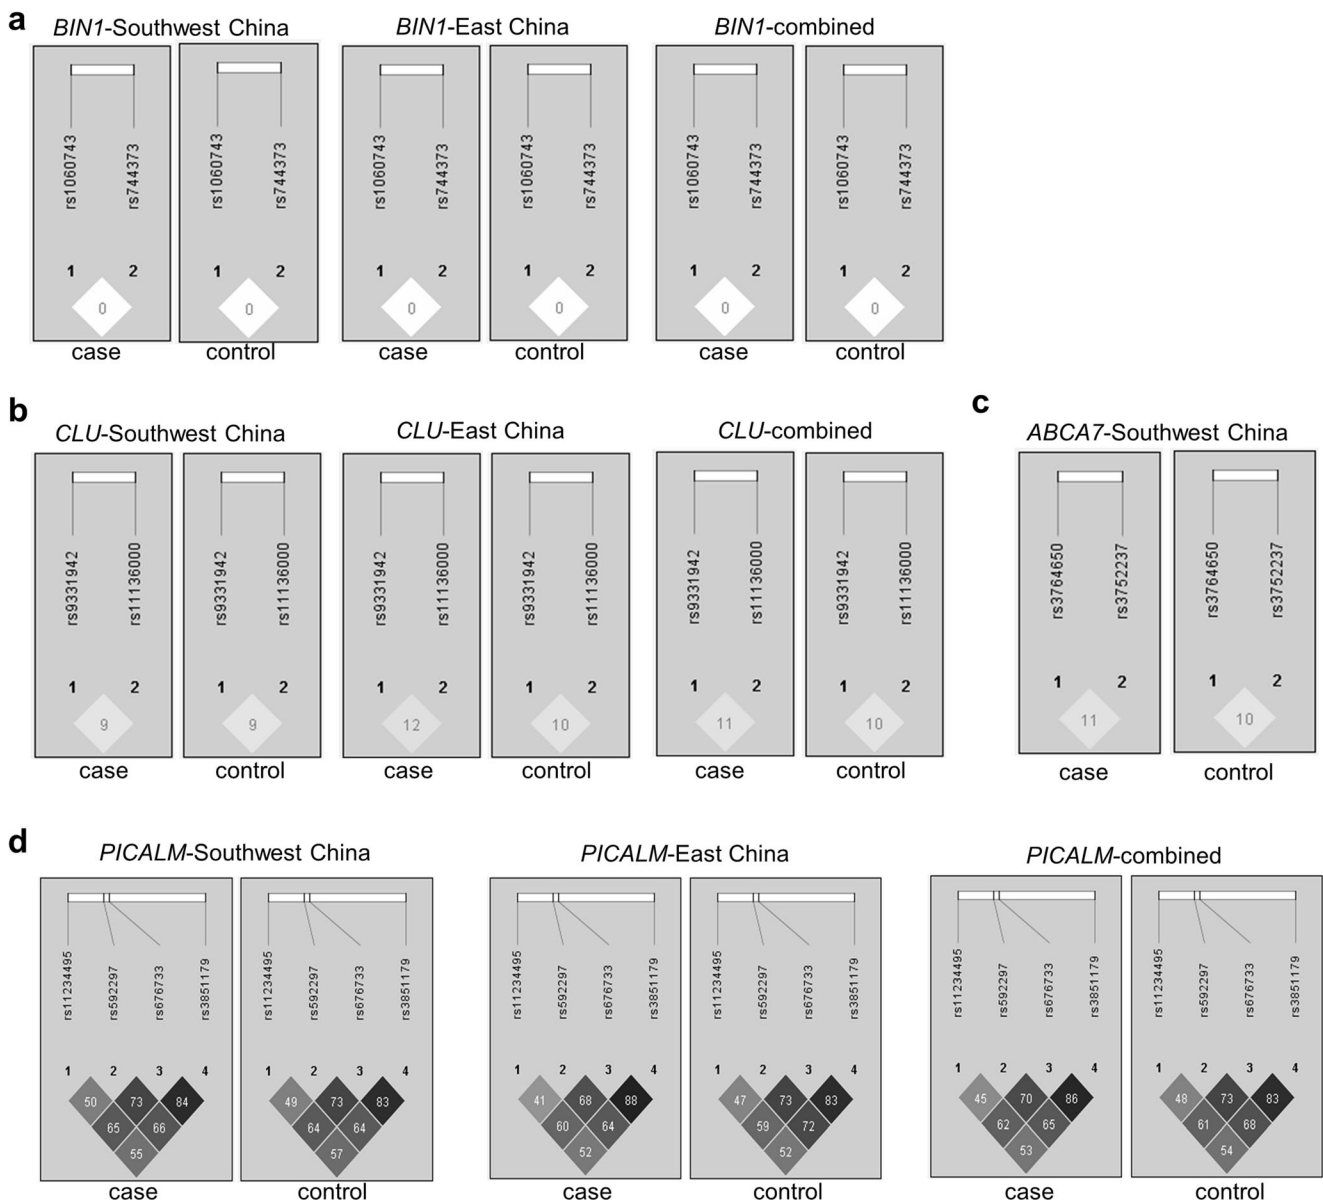 a
BIN1-Southwest China
BIN1-East China
BIN1-combined
rs1060743 rs744373
rs1060743 rs744373
rs1060743 rs744373
rs1060743 rs744373
rs1060743 rs744373
rs1060743 rs744373
1 2
1 2
1 2
1 2
1 2
1 2
0
0
0
0
0
0
case
control
case
control
case
control
b
CLU-Southwest China
CLU-East China
CLU-combined
rs9331942 rs11136000
rs9331942 rs11136000
rs9331942 rs11136000
rs9331942 rs11136000
rs9331942 rs11136000
rs9331942 rs11136000
1 2
1 2
1 2
1 2
1 2
1 2
9
9
12
10
11
10
case
control
case
control
case
control
c
ABCA7-Southwest China
rs3764650 rs3752237
rs3764650 rs3752237
1 2
1 2
11
10
case
control
d
PICALM-Southwest China
PICALM-East China
PICALM-combined
rs11234495 rs592297 rs676733 rs3851179
rs11234495 rs592297 rs676733 rs3851179
rs11234495 rs592297 rs676733 rs3851179
rs11234495 rs592297 rs676733 rs3851179
rs11234495 rs592297 rs676733 rs3851179
rs11234495 rs592297 rs676733 rs3851179
1 2 3 4
1 2 3 4
1 2 3 4
1 2 3 4
1 2 3 4
1 2 3 4
50 73 84
65 66
55
49 73 83
64 64
57
41 68 88
60 64
52
47 73 83
59 72
52
45 70 86
62 65
53
48 73 83
61 68
54
case
control
case
control
case
control